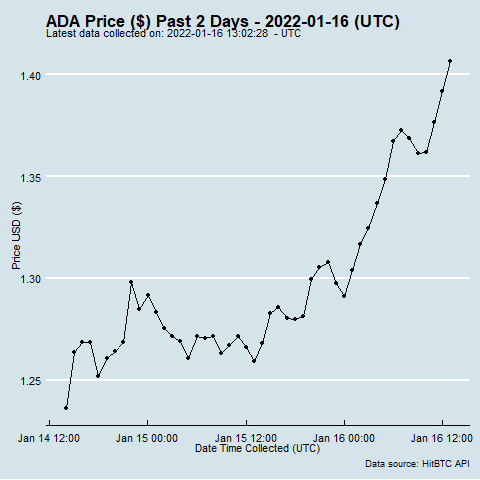 ADA Price ($) Past 2 Days - 2022-01-16 (UTC)
Latest data collected on: 2022-01-16 13:02:28  - UTC
1.40
1.35
1.30
1.25
Price USD ($)
Jan 14 12:00 Jan 15 00:00 Jan 15 12:00 Jan 16 00:00 Jan 16 12:00
Date Time Collected (UTC)
Data source: HitBTC API